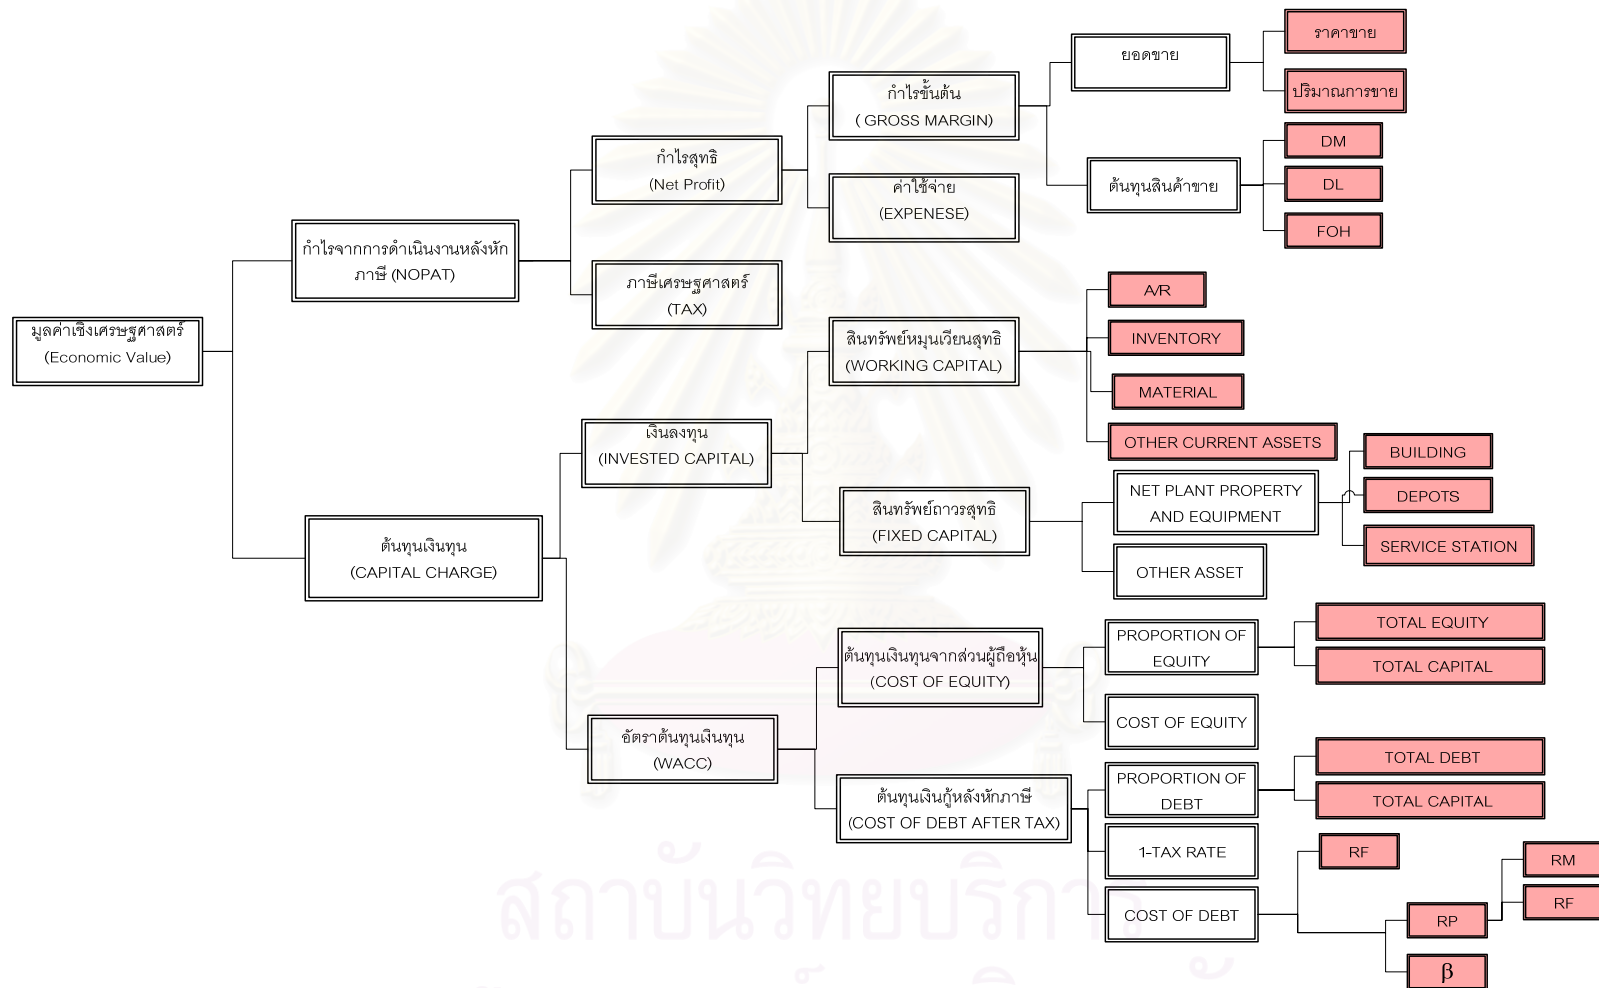 มูลค่าเชิงเศรษฐศาสตร์
(Economic Value)
กำไรจากการดำเนินงานหลังหัก
ภาษี (NOPAT)
ต้นทุนเงินทุน
(CAPITAL CHARGE)
กำไรสุทธิ
(Net Profit)
ภาษีเศรษฐศาสตร์
(TAX)
เงินลงทุน
(INVESTED CAPITAL)
อัตราต้นทุนเงินทุน
(WACC)
กำไรขั้นต้น
( GROSS MARGIN)
ค่าใช้จ่าย
(EXPENESE)
สินทรัพย์หมุนเวียนสุทธิ
(WORKING CAPITAL)
สินทรัพย์ถาวรสุทธิ
(FIXED CAPITAL)
ต้นทุนเงินทุนจากส่วนผู้ถือหุ้น
(COST OF EQUITY)
ต้นทุนเงินกู้หลังหักภาษี
(COST OF DEBT AFTER TAX)
ยอดขาย
ต้นทุนสินค้าขาย
ราคาขาย
ปริมาณการขาย
DM
DL
FOH
A/R
INVENTORY
MATERIAL
OTHER CURRENT ASSETS
NET PLANT PROPERTY
AND EQUIPMENT
OTHER ASSET
BUILDING
DEPOTS
SERVICE STATION
PROPORTION OF
EQUITY
COST OF EQUITY
TOTAL EQUITY
TOTAL CAPITAL
PROPORTION OF
DEBT
1-TAX RATE
COST OF DEBT
TOTAL DEBT
TOTAL CAPITAL
RF
RP
β
RM
RF
สถาบันวิทยบริการ